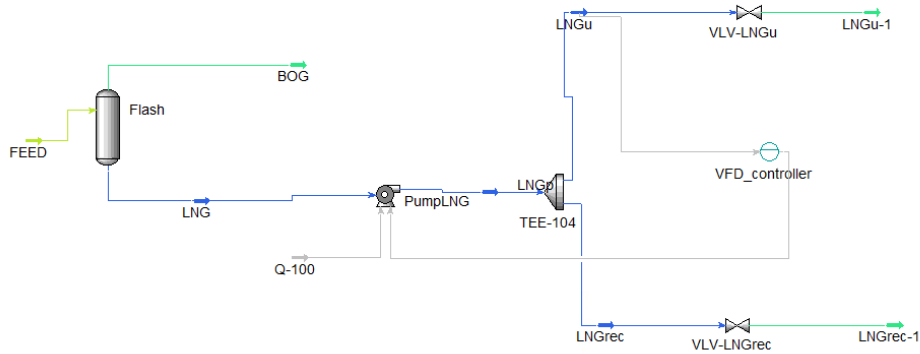 LNGu
VLV-LNGu
LNGu-1
BOG
Flash
FEED
VFD_controller
LNGp
PumpLNG
LNG
TEE-104
Q-100
LNGrec
VLV-LNGrec
LNGrec-1